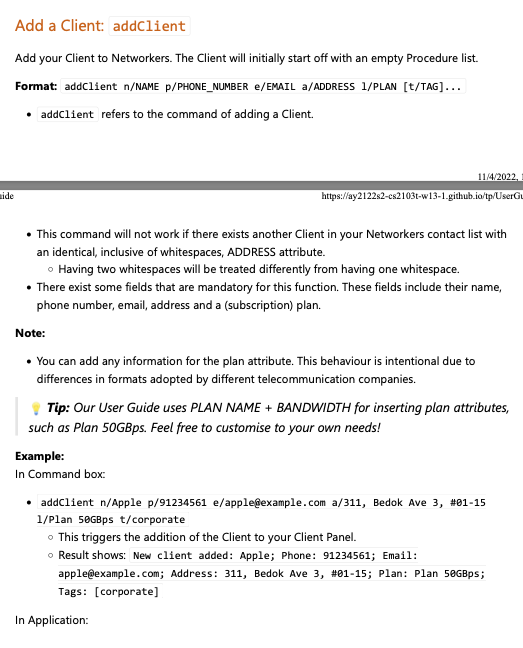 Add a Client: addClient
Add your Client to Networkers. The Client will initially start off with an empty Procedure list.
Format: addClient n/NAME p/PHONE_NUMBER e/EMAIL a/ADDRESS l/PLAN [t/TAG]...
• addClient refers to the command of adding a Client.
11/4/2022,
https://ay2122s2-cs2103t-w13-1.github.io/tp/UserGu
• This command will not work if there exists another Client in your Networkers contact list with
an identical, inclusive of whitespaces, ADDRESS attribute.
◦ Having two whitespaces will be treated differently from having one whitespace.
• There exist some fields that are mandatory for this function. These fields include their name,
phone number, email, address and a (subscription) plan.
Note:
• You can add any information for the plan attribute. This behaviour is intentional due to
differences in formats adopted by different telecommunication companies.
💡 Tip: Our User Guide uses PLAN NAME + BANDWIDTH for inserting plan attributes,
such as Plan 50GBps. Feel free to customise to your own needs!
Example:
In Command box:
• addClient n/Apple p/91234561 e/apple@example.com a/311, Bedok Ave 3, #01-15
l/Plan 50GBps t/corporate
◦ This triggers the addition of the Client to your Client Panel.
◦ Result shows: New client added: Apple; Phone: 91234561; Email:
apple@example.com; Address: 311, Bedok Ave 3, #01-15; Plan: Plan 50GBps;
Tags: [corporate]
In Application: